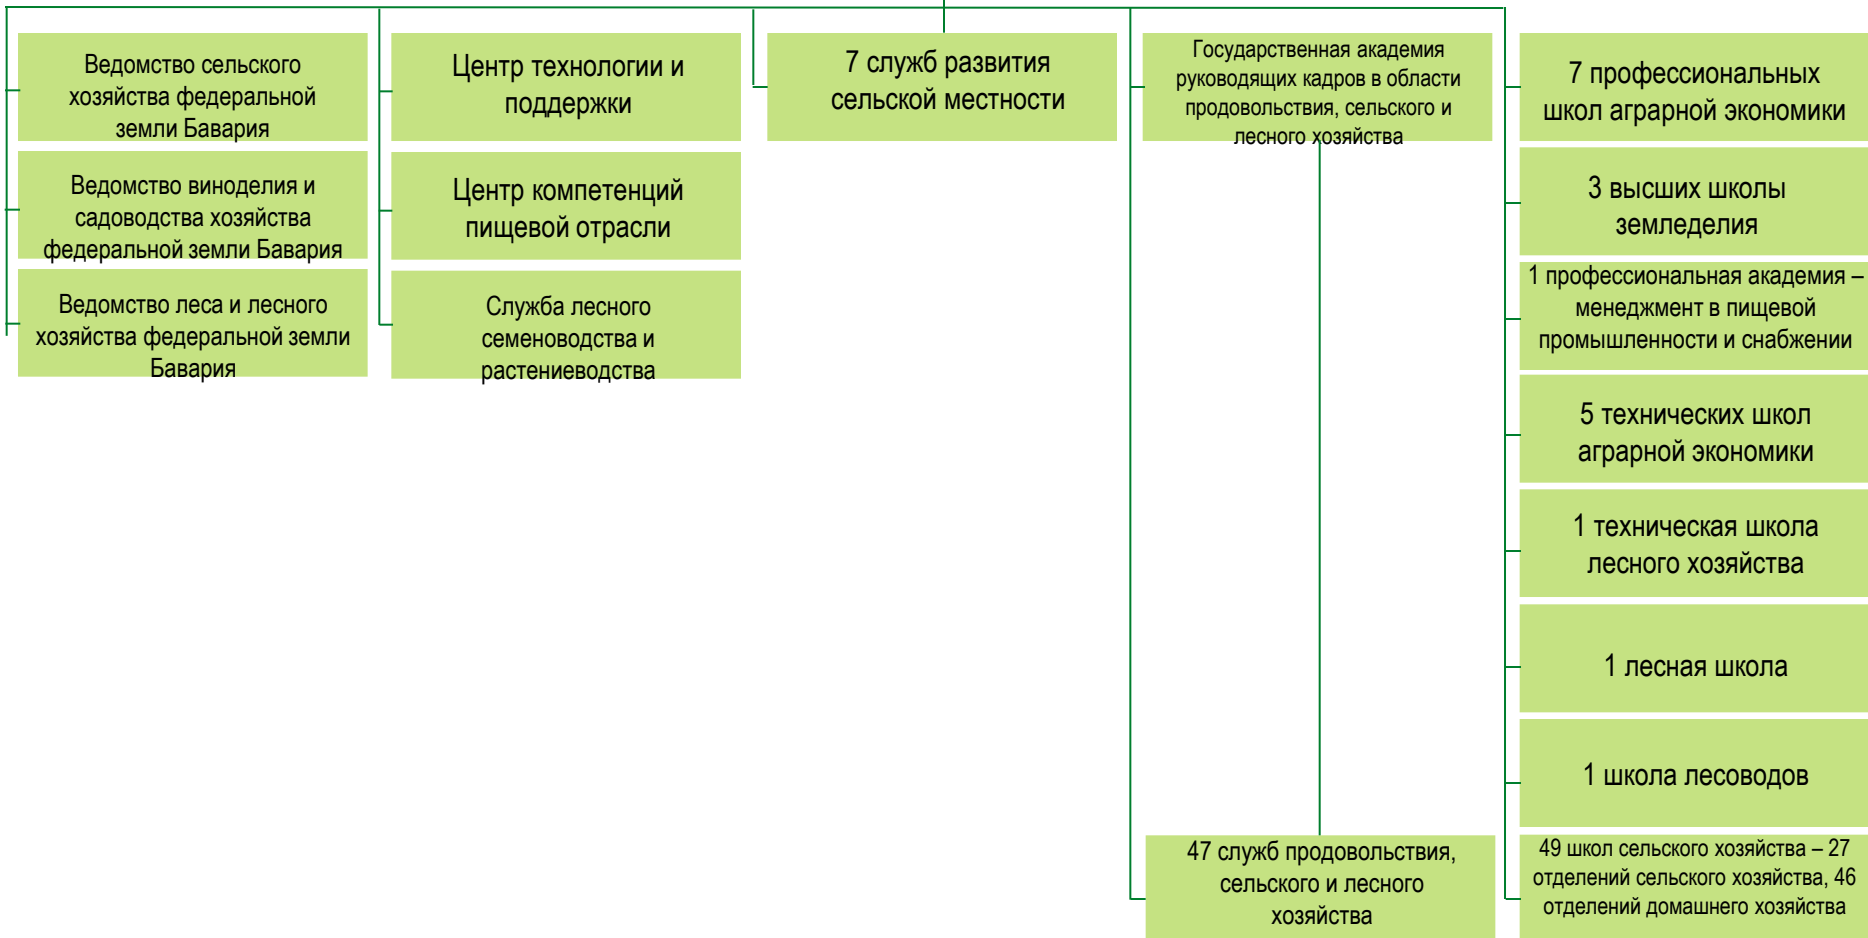 Ведомство сельского
хозяйства федеральной
земли Бавария
Ведомство виноделия и
садоводства хозяйства
федеральной земли Бавария
Ведомство леса и лесного
хозяйства федеральной земли
Бавария
Центр технологии и
поддержки
Центр компетенций
пищевой отрасли
Служба лесного
семеноводства и
растениеводства
7 служб развития
сельской местности
Государственная академия
руководящих кадров в области
продовольствия, сельского и
лесного хозяйства
47 служб продовольствия,
сельского и лесного
хозяйства
7 профессиональных
школ аграрной экономики
3 высших школы
земледелия
1 профессиональная академия –
менеджмент в пищевой
промышленности и снабжении
5 технических школ
аграрной экономики
1 техническая школа
лесного хозяйства
1 лесная школа
1 школа лесоводов
49 школ сельского хозяйства – 27
отделений сельского хозяйства, 46
отделений домашнего хозяйства